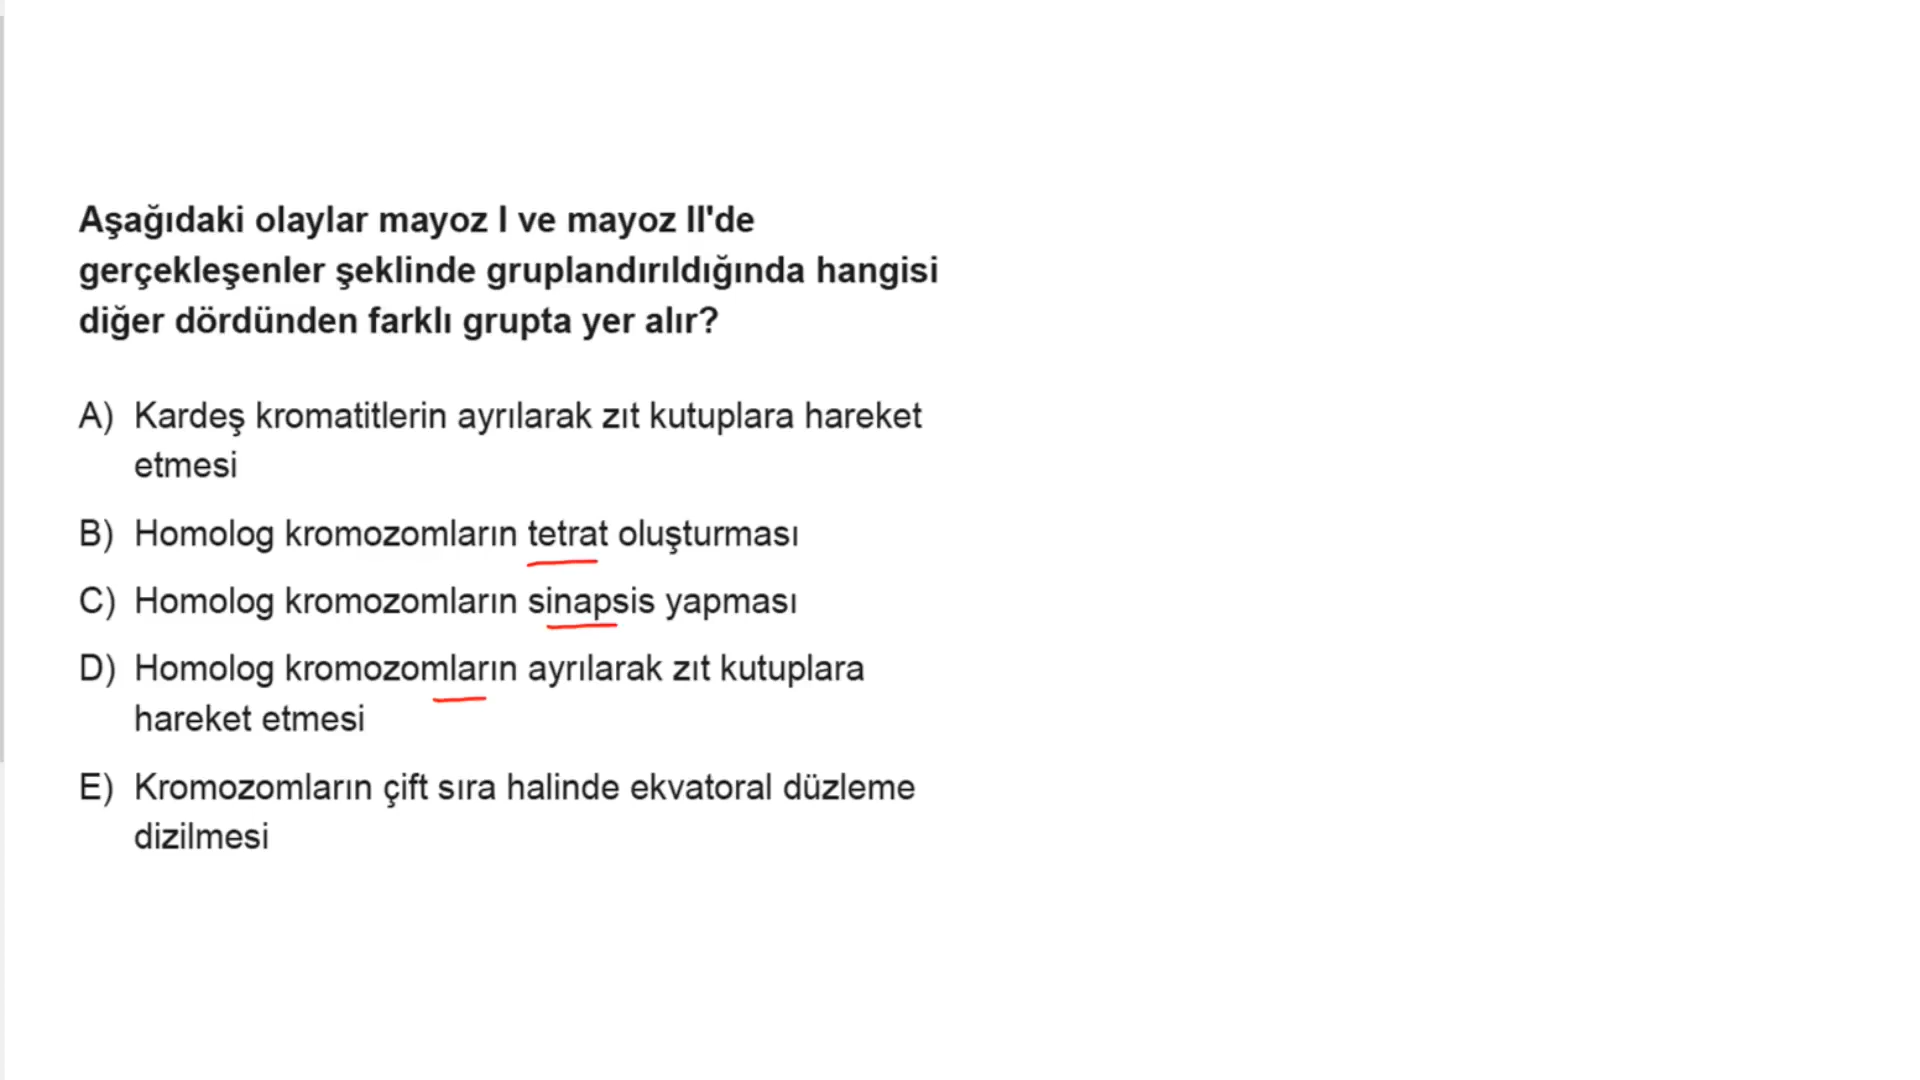 Aşağıdaki olaylar mayoz I ve mayoz II'de
gerçekleşenler şeklinde gruplandırıldığında hangisi
diğer dördünden farklı grupta yer alır?
A) Kardeş kromatitlerin ayrılarak zıt kutuplara hareket
etmesi
B) Homolog kromozomların tetrat oluşturması
C) Homolog kromozomların sinapsis yapması
D) Homolog kromozomların ayrılarak zıt kutuplara
hareket etmesi
E) Kromozomların çift sıra halinde ekvatoral düzleme
dizilmesi